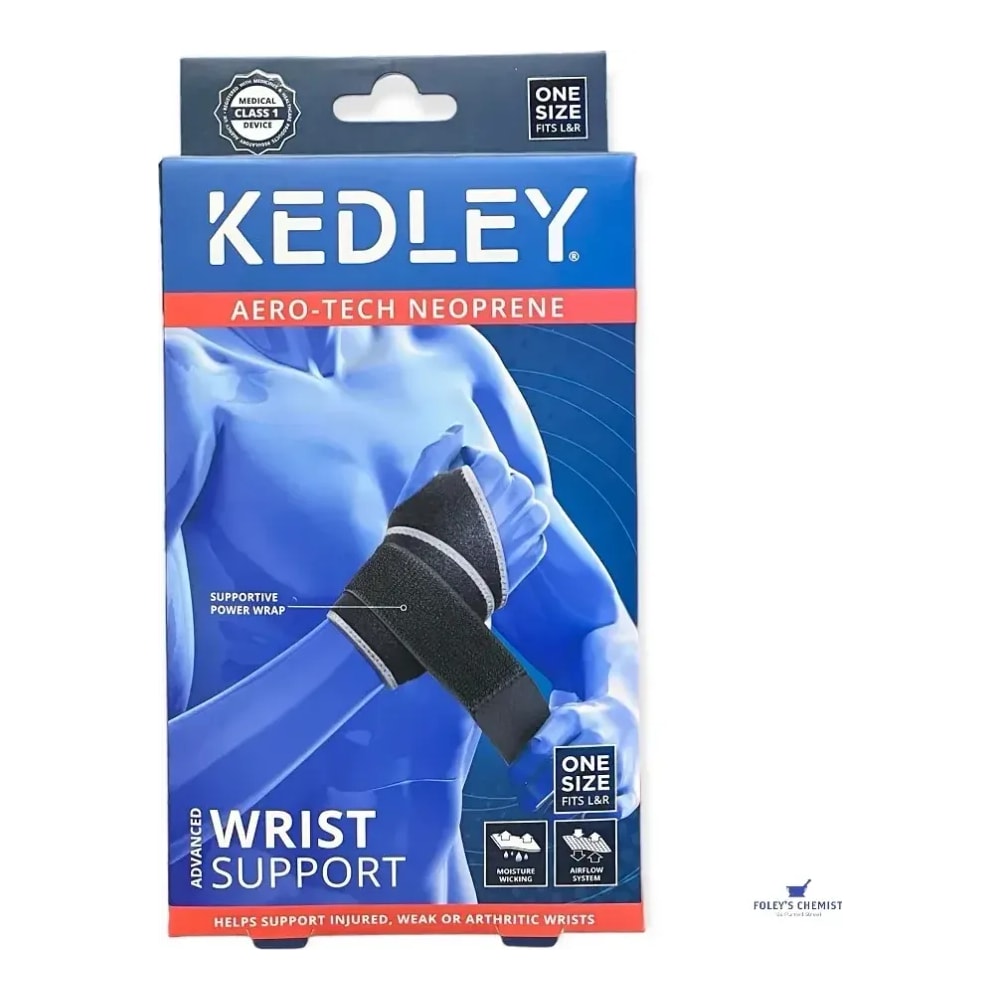 MEDICAL
CLASS 1
DEVICE
ONE
SIZE
FITS L&R
KEDLEY®
AERO-TECH NEOPRENE
SUPPORTIVE
POWER WRAP
ONE
SIZE
FITS L&R
ADVANCED
WRIST
SUPPORT
MOISTURE
WICKING
AIRFLOW
SYSTEM
HELPS SUPPORT INJURED, WEAK OR ARTHRITIC WRISTS
FOLEY'S CHEMIST